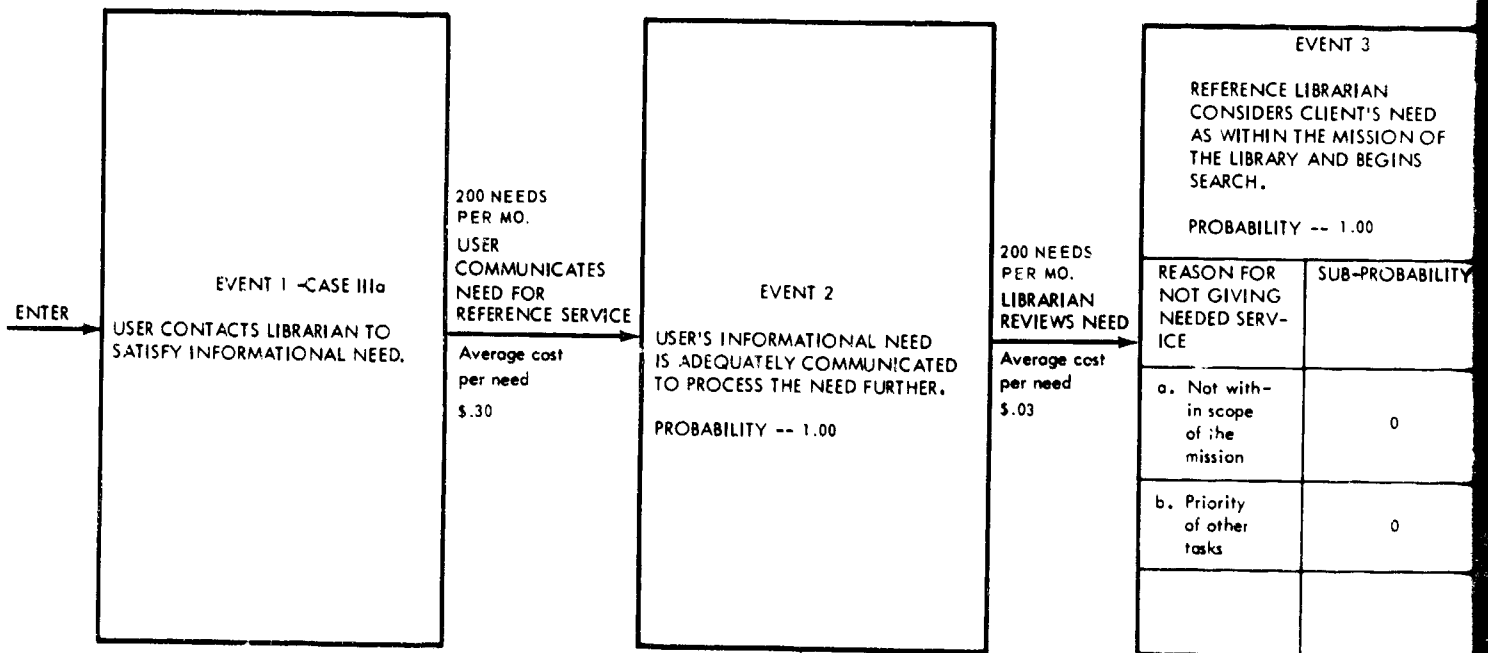 ENTER
EVENT 1 -CASE IIIa
USER CONTACTS LIBRARIAN TO
SATISFY INFORMATIONAL NEED.
200 NEEDS
PER MO.
USER
COMMUNICATES
NEED FOR
REFERENCE SERVICE
Average cost
per need
$.30
EVENT 2
USER'S INFORMATIONAL NEED
IS ADEQUATELY COMMUNICATED
TO PROCESS THE NEED FURTHER.
PROBABILITY -- 1.00
200 NEEDS
PER MO.
LIBRARIAN
REVIEWS NEED
Average cost
per need
$.03
EVENT 3
REFERENCE LIBRARIAN
CONSIDERS CLIENT'S NEED
AS WITHIN THE MISSION OF
THE LIBRARY AND BEGINS
SEARCH.
PROBABILITY -- 1.00
REASON FOR
NOT GIVING
NEEDED SERV-
ICE
SUB-PROBABILITY
a. Not with-
in scope
of the
mission
0
b. Priority
of other
tasks
0